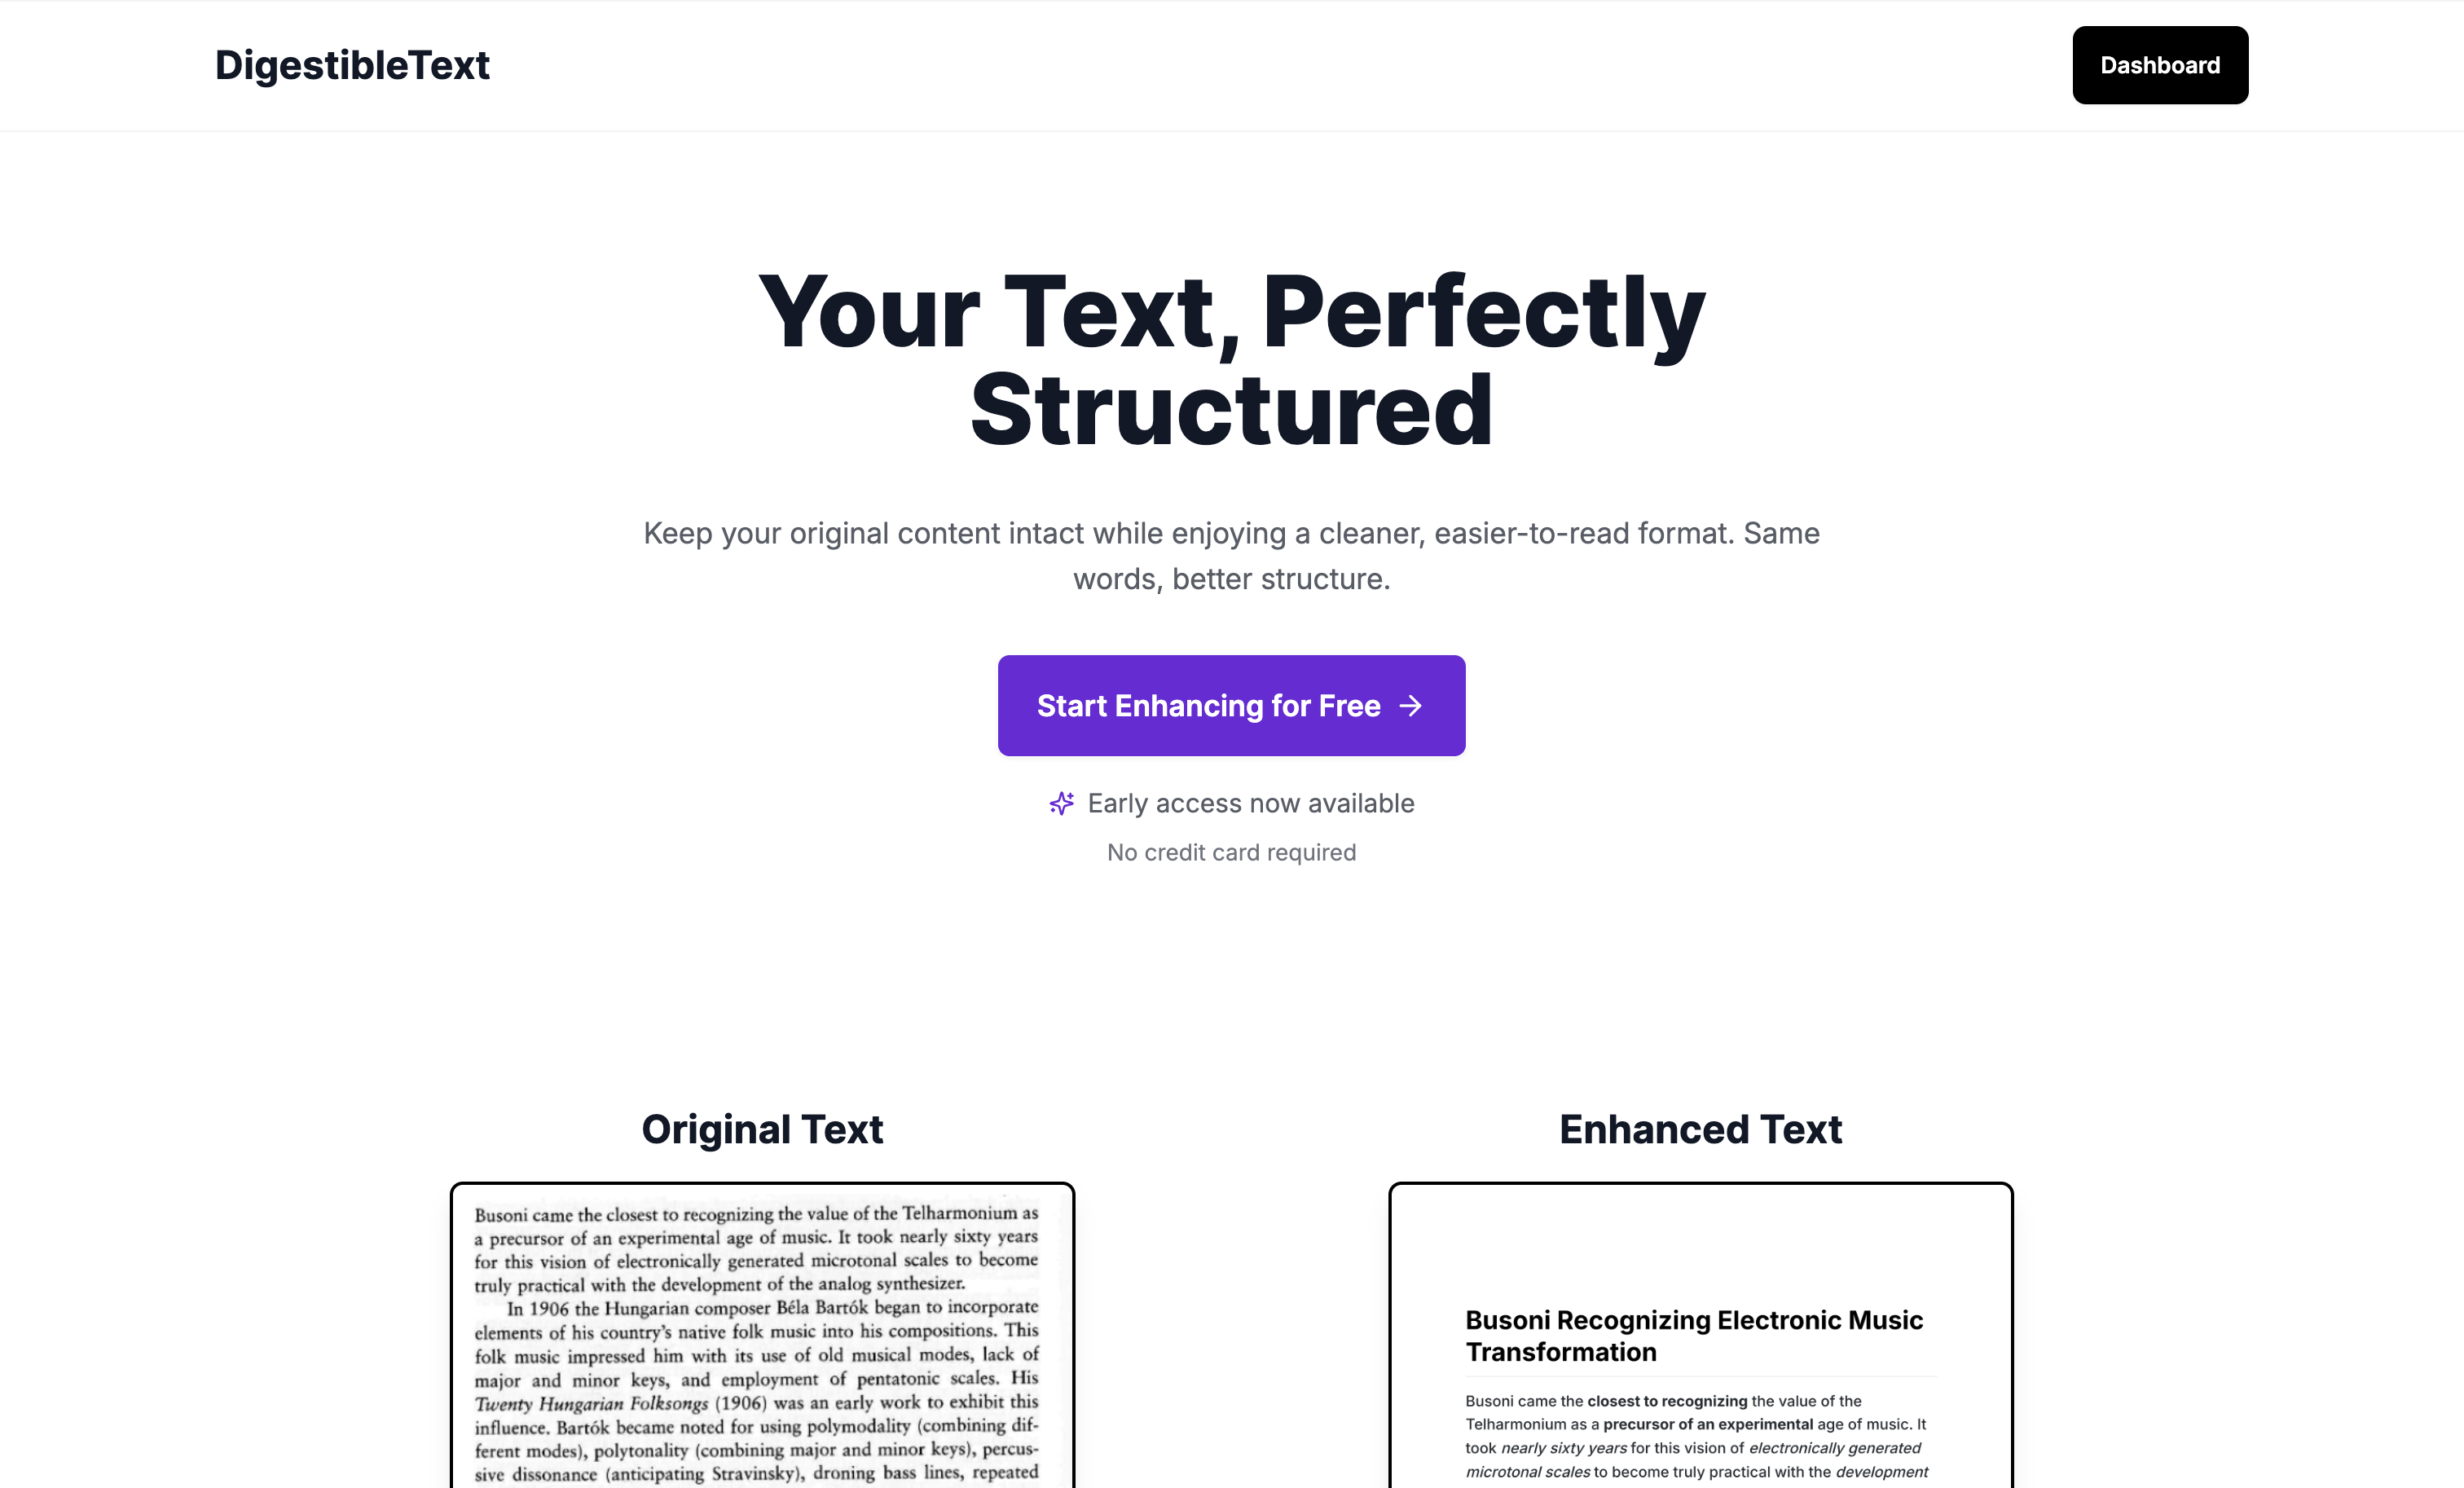 DigestibleText
Dashboard
Your Text, Perfectly
Structured
Keep your original content intact while enjoying a cleaner, easier-to-read format. Same
words, better structure.
Start Enhancing for Free
Early access now available
No credit card required
Original Text
Busoni came the closest to recognizing the value of the Telharmonium as
a precursor of an experimental age of music. It took nearly sixty years
for this vision of electronically generated microtonal scales to become
truly practical with the development of the analog synthesizer.
In 1906 the Hungarian composer Béla Bartók began to incorporate
elements of his country's native folk music into his compositions. This
folk music impressed him with its use of old musical modes, lack of
major and minor keys, and employment of pentatonic scales. His
Twenty Hungarian Folksongs (1906) was an early work to exhibit this
influence. Bartók became noted for using polymodality (combining dif-
ferent modes), polytonality (combining major and minor keys), percus-
sive dissonance (anticipating Stravinsky), droning bass lines, repeated
Enhanced Text
Busoni Recognizing Electronic Music
Transformation
Busoni came the closest to recognizing the value of the
Telharmonium as a precursor of an experimental age of music. It
took nearly sixty years for this vision of electronically generated
microtonal scales to become truly practical with the development